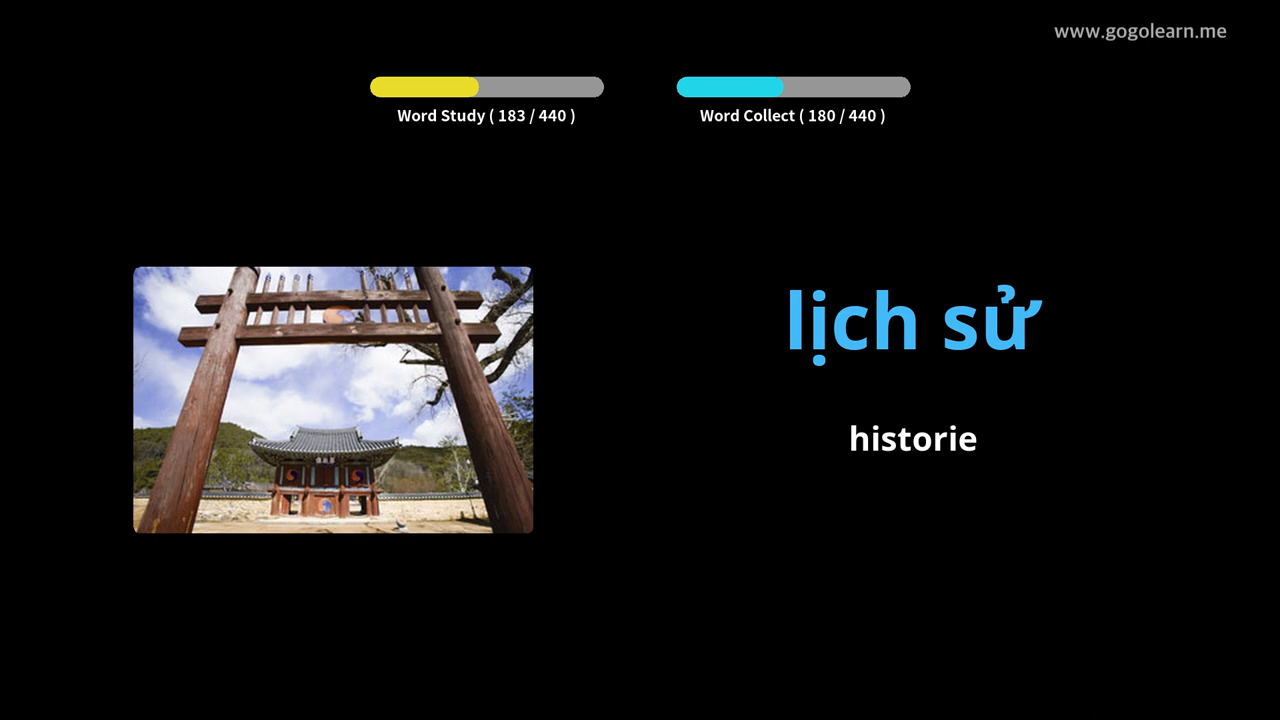 www.gogolearn.me
Word Study ( 183 / 440 )
Word Collect ( 180 / 440 )
lịch sử
historie